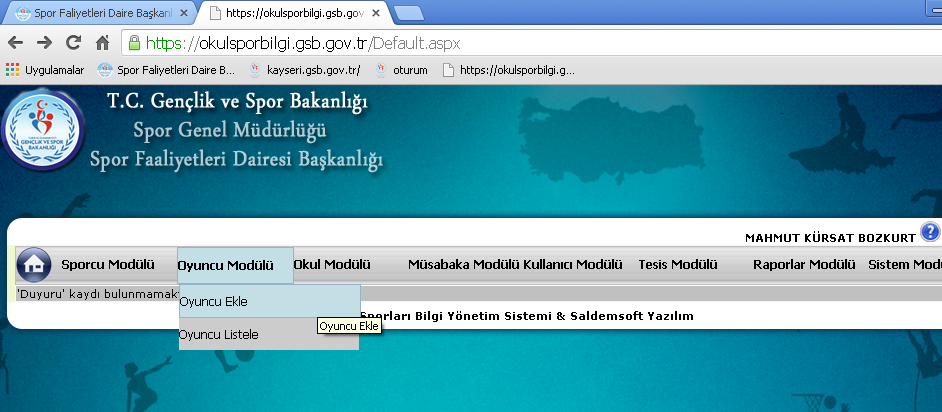 Spor Faliyetleri Daire Başkanl
https://okulsporbilgi.gsb.gov
https://okulsporbilgi.gsb.gov.tr/Default.aspx
Uygulamalar
Spor Faliyetleri Daire B...
kayseri.gsb.gov.tr/
oturum
https://okulsporbilgi.g...
T.C. Gençlik ve Spor Bakanlığı
Spor Genel Müdürlüğü
Spor Faaliyetleri Dairesi Başkanlığı
GENÇLİK VE SPOR
BAKANLIĞI
MAHMUT KÜRSAT BOZKURT ?
Sporcu Modülü Oyuncu Modülü Okul Modülü Müsabaka Modülü Kullanıcı Modülü Tesis Modülü Raporlar Modülü Sistem Mod
'Duyuru' kaydı bulunmamakt
Oyuncu Ekle
Sporları Bilgi Yönetim Sistemi & Saldemsoft Yazılım
Oyuncu Ekle
Oyuncu Listele